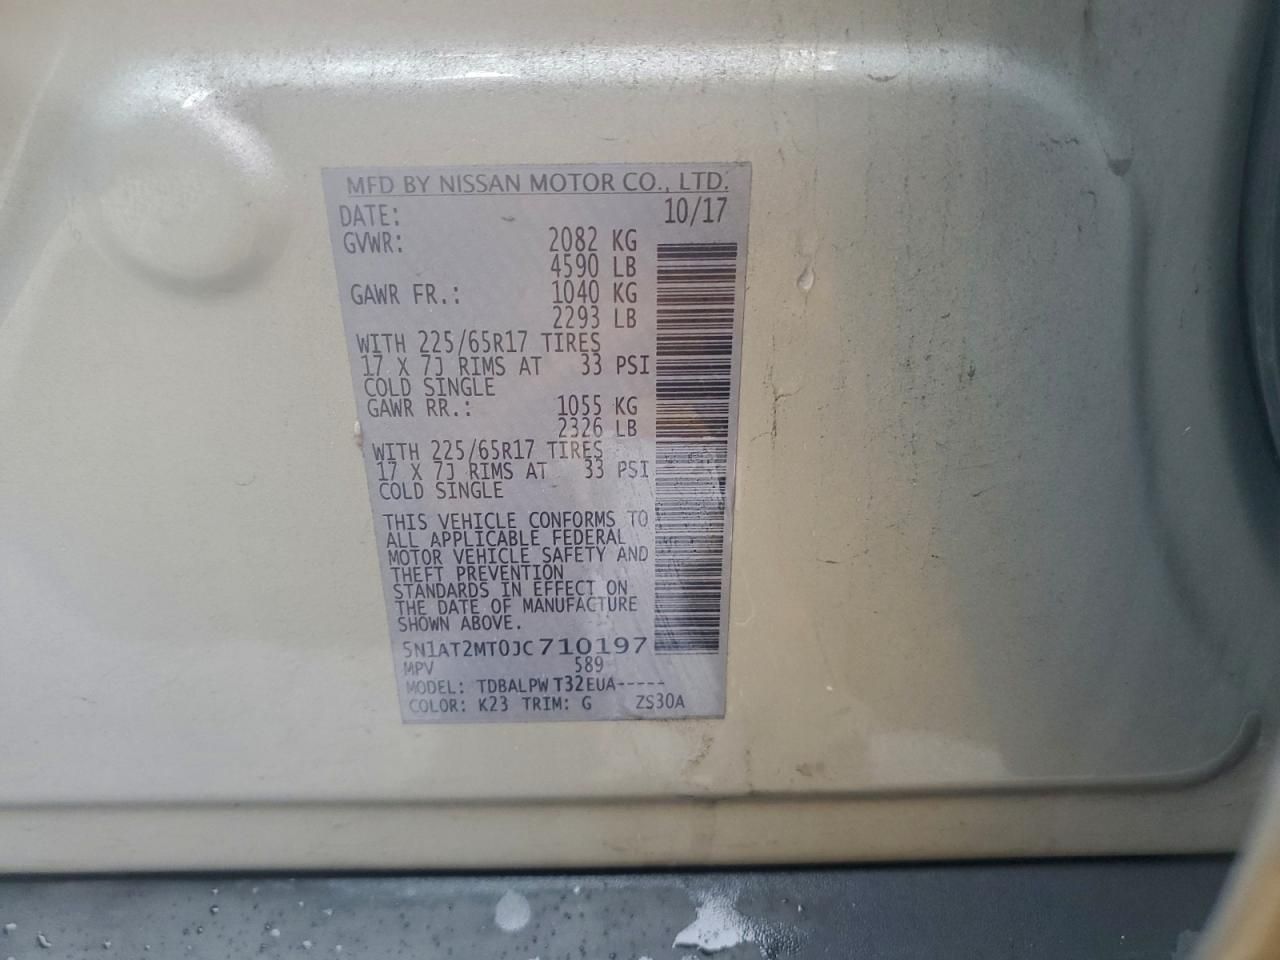 MFD BY NISSAN MOTOR CO., LTD.
DATE: 10/17
GVWR: 2082 KG
4590 LB
GAWR FR.: 1040 KG
2293 LB
WITH 225/65R17 TIRES
17 X 7J RIMS AT 33 PSI
COLD SINGLE
GAWR RR.: 1055 KG
2326 LB
WITH 225/65R17 TIRES
17 X 7J RIMS AT 33 PSI
COLD SINGLE
THIS VEHICLE CONFORMS TO
ALL APPLICABLE FEDERAL
MOTOR VEHICLE SAFETY AND
THEFT PREVENTION
STANDARDS IN EFFECT ON
THE DATE OF MANUFACTURE
SHOWN ABOVE.
5N1AT2MT0JC710197
MPV 589
MODEL: TDBALPW T32EUA-----
COLOR: K23 TRIM: G ZS30A